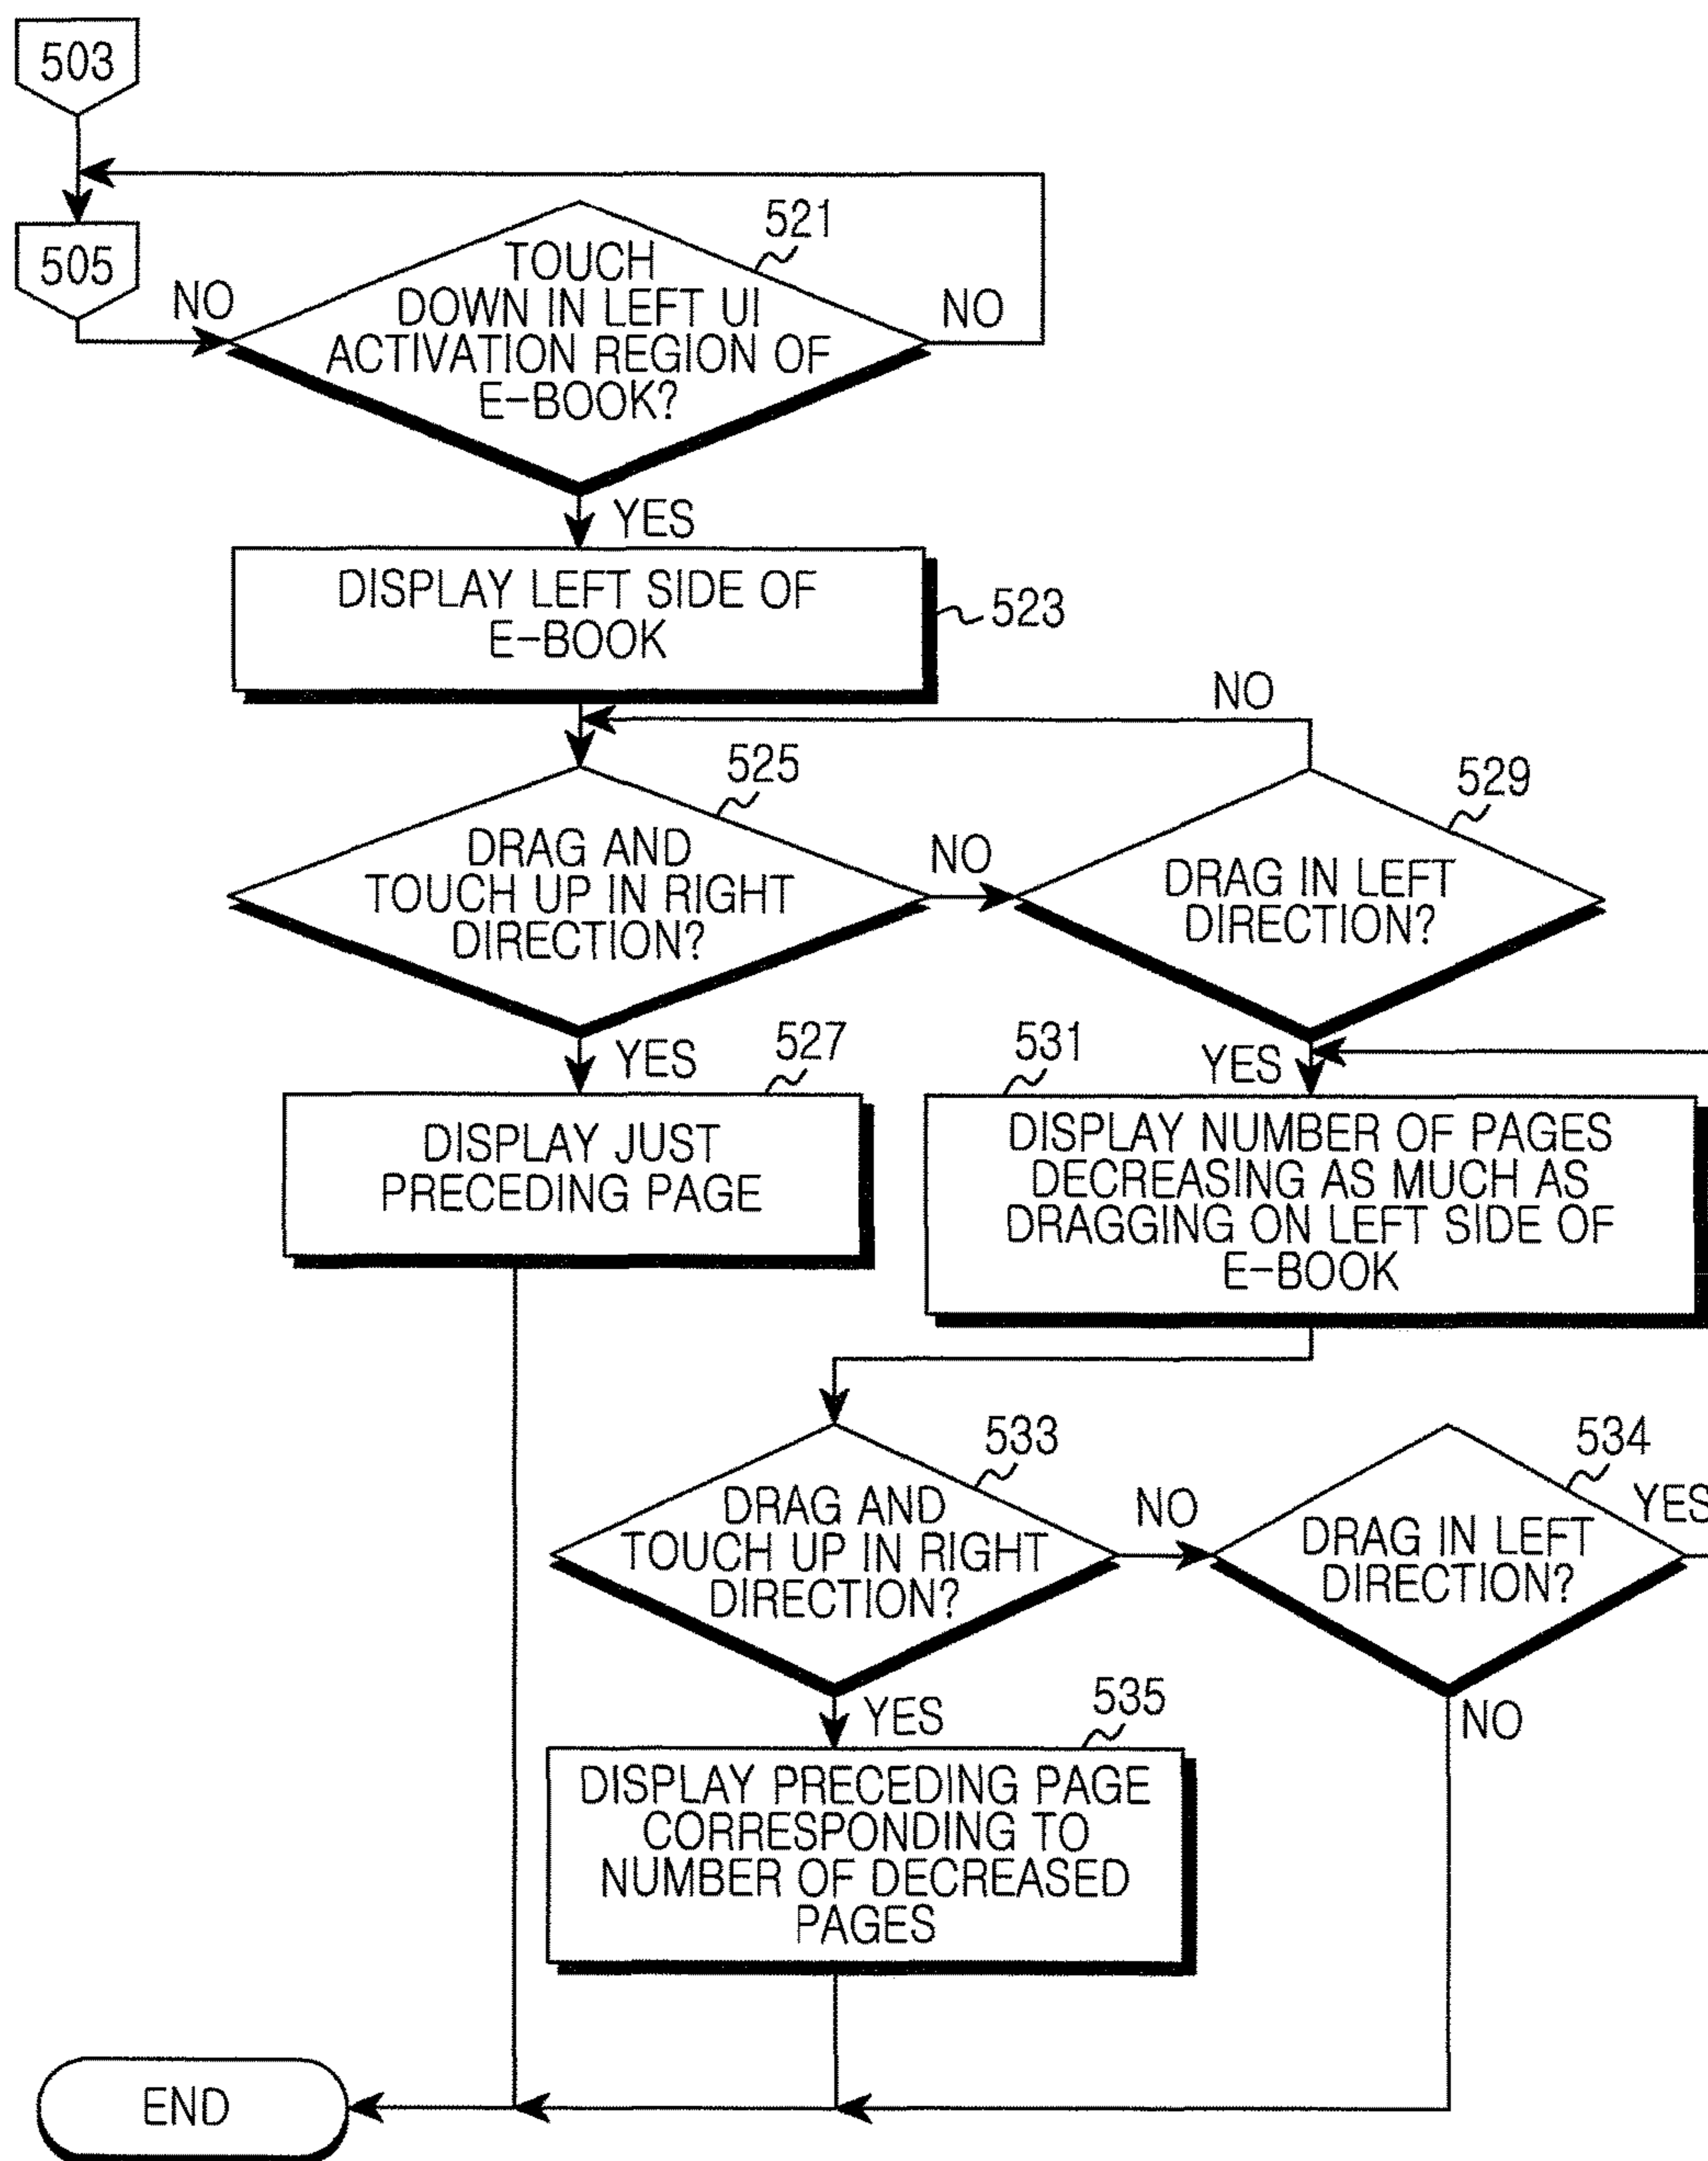 503
505
NO
521
TOUCH
DOWN IN LEFT UI
ACTIVATION REGION OF
E-BOOK?
NO
YES
DISPLAY LEFT SIDE OF
E-BOOK
523
NO
525
DRAG AND
TOUCH UP IN RIGHT
DIRECTION?
NO
529
DRAG IN LEFT
DIRECTION?
YES
527
DISPLAY JUST
PRECEDING PAGE
YES
531
DISPLAY NUMBER OF PAGES
DECREASING AS MUCH AS
DRAGGING ON LEFT SIDE OF
E-BOOK
533
DRAG AND
TOUCH UP IN RIGHT
DIRECTION?
NO
534
DRAG IN LEFT
DIRECTION?
YES
YES
535
NO
DISPLAY PRECEDING PAGE
CORRESPONDING TO
NUMBER OF DECREASED
PAGES
END